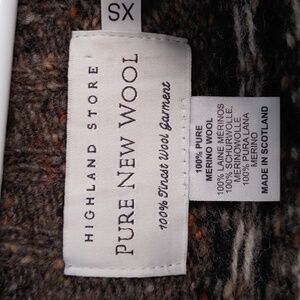 XS
HIGHLAND STORE
PURE NEW WOOL
100% Finest Wool Garment
100% PURE
MERINO WOOL
100% LAINE MERINOS
100% SCHURWOLLE,
MERINOWOLLE
100% PURA LANA
MERINO
MADE IN SCOTLAND